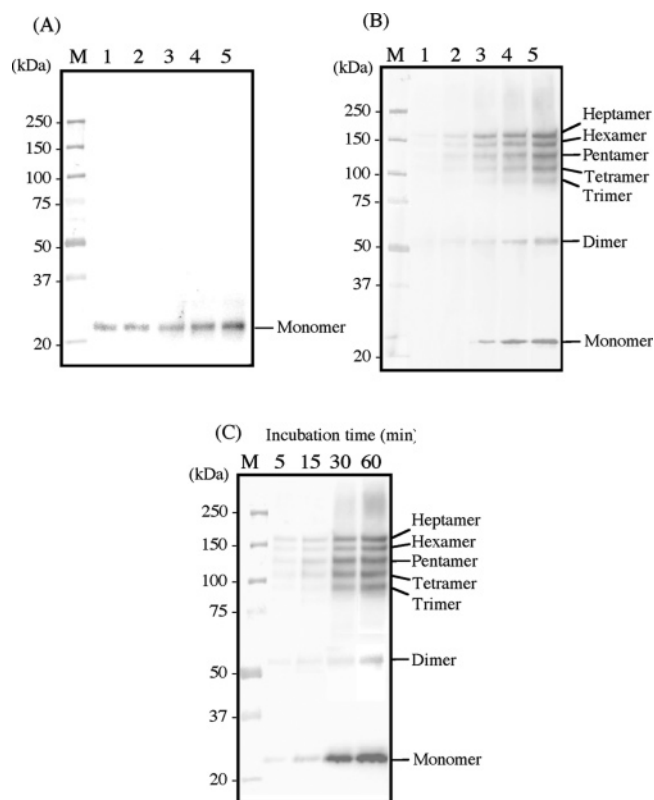 (A)
(kDa) M 1 2 3 4 5
250
150
100
75
50
37
20
Monomer
(B)
(kDa) M 1 2 3 4 5
250
150
100
75
50
37
20
Heptamer
Hexamer
Pentamer
Tetramer
Trimer
Dimer
Monomer
(C) Incubation time (min)
(kDa) M 5 15 30 60
250
150
100
75
50
37
20
Heptamer
Hexamer
Pentamer
Tetramer
Trimer
Dimer
Monomer